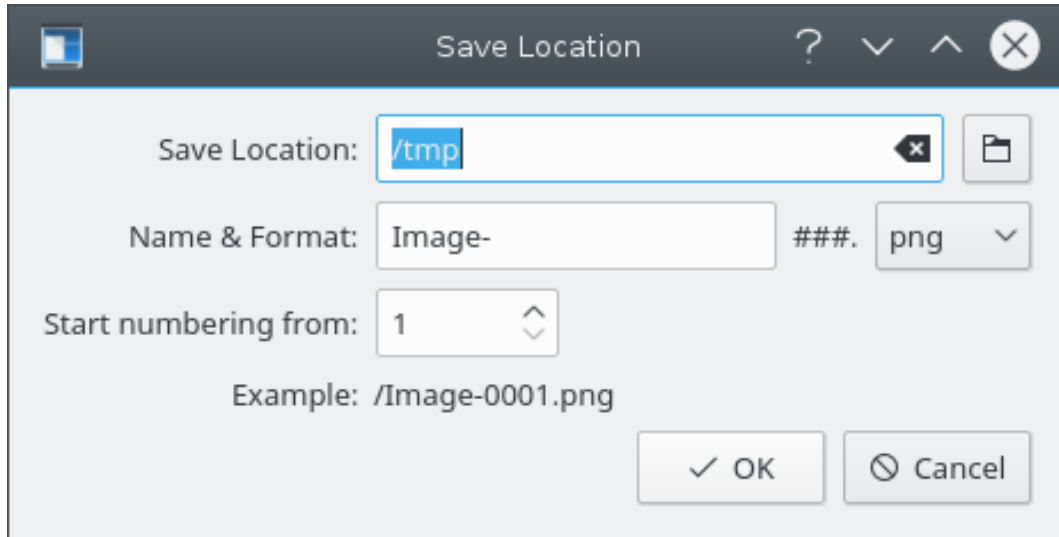 Save Location
Save Location: /tmp
Name & Format: Image- ###. png
Start numbering from: 1
Example: /Image-0001.png
OK Cancel